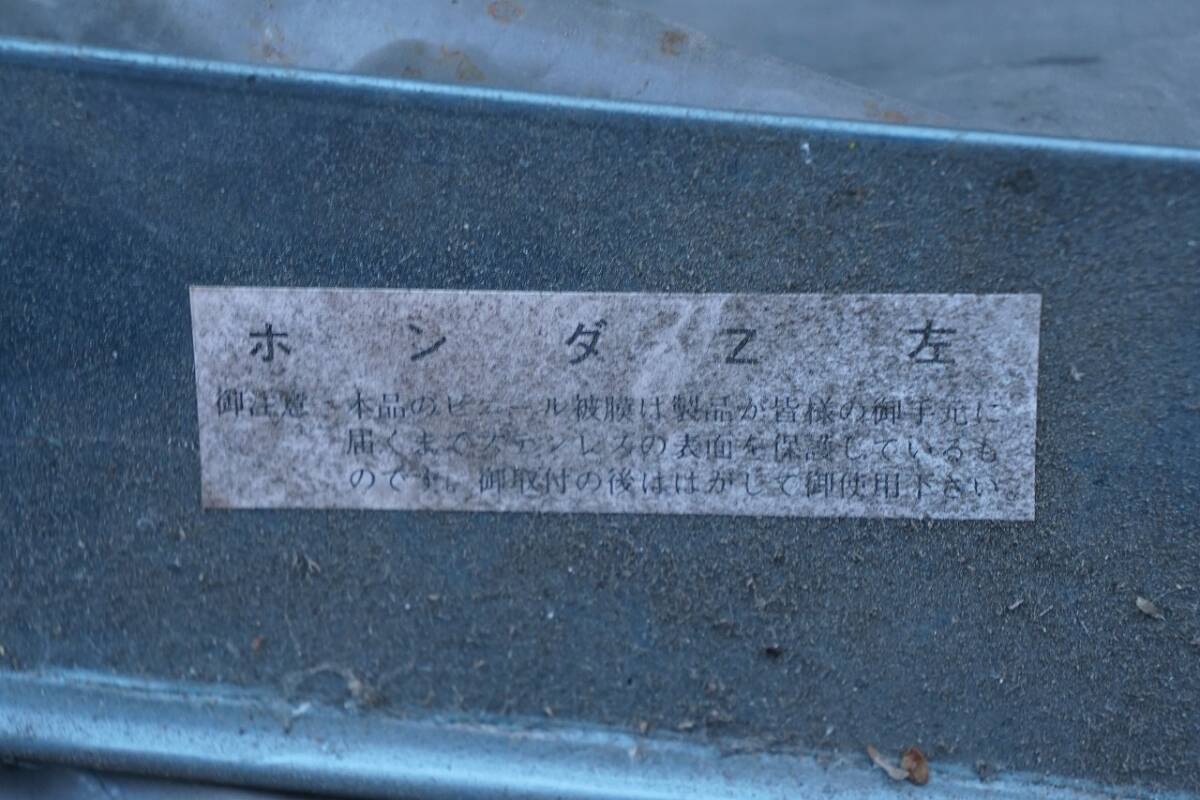 ホンダ Z 左
御注意 本品のビニール被膜は製品が皆様の御手元に
届くまでステンレスの表面を保護しているも
のです。御取付の後ははがして御使用下さい。